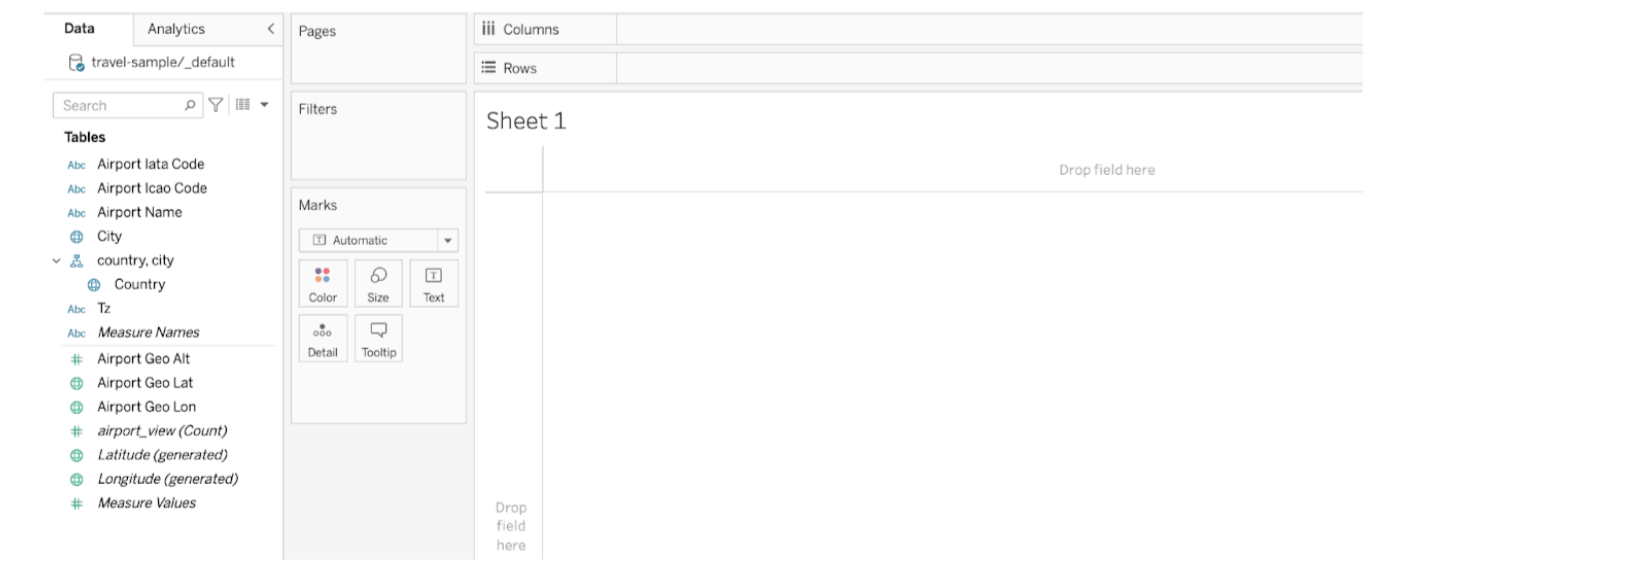 Data
Analytics
travel-sample/_default
Search
Tables
Abc Airport Iata Code
Abc Airport Icao Code
Abc Airport Name
City
country, city
Country
Abc Tz
Abc Measure Names
# Airport Geo Alt
Airport Geo Lat
Airport Geo Lon
# airport_view (Count)
Latitude (generated)
Longitude (generated)
# Measure Values
Pages
Filters
Marks
T Automatic
Color
Size
T
Text
Detail
Tooltip
Columns
Rows
Sheet 1
Drop field here
Drop
field
here